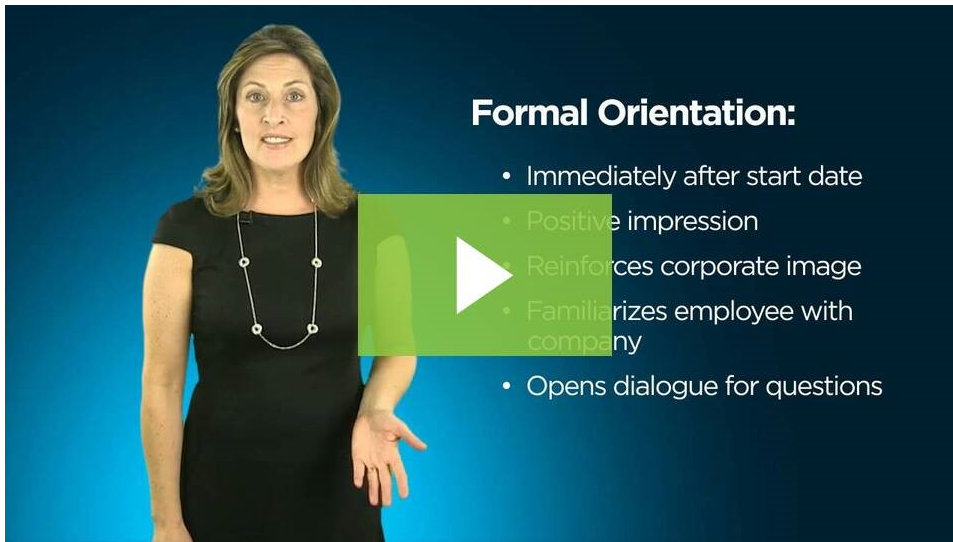 Formal Orientation:
• Immediately after start date
• Positive impression
• Reinforces corporate image
• Familiarizes employee with
company
• Opens dialogue for questions